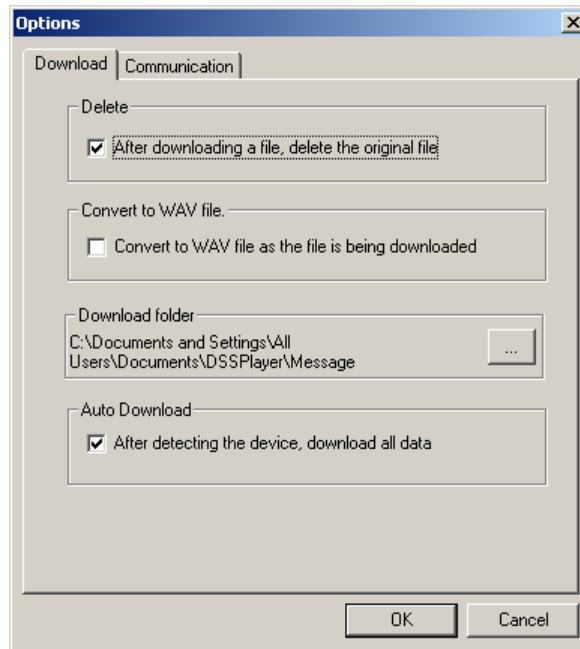 Options
Download
Communication
Delete
After downloading a file, delete the original file
Convert to WAV file.
Convert to WAV file as the file is being downloaded
Download folder
C:\Documents and Settings\All
Users\Documents\DSSPlayer\Message
...
Auto Download
After detecting the device, download all data
OK
Cancel